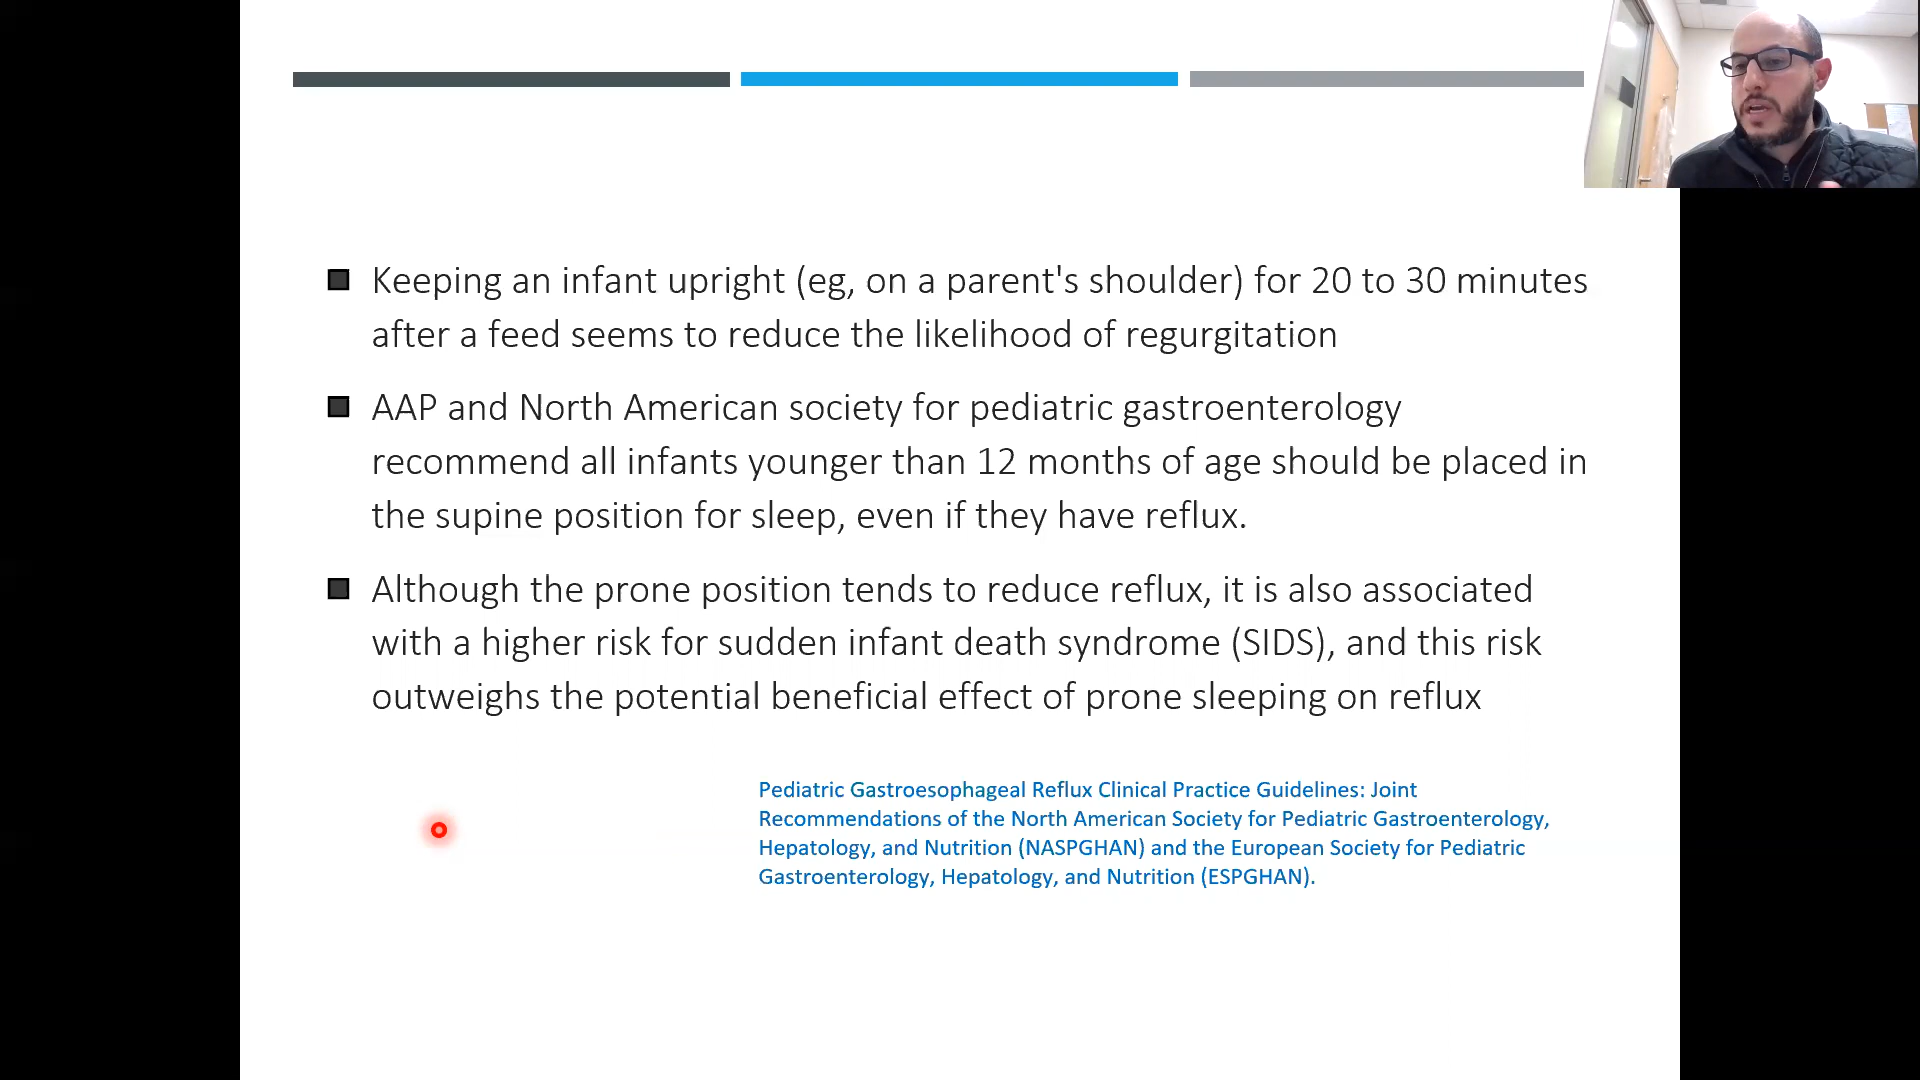 Keeping an infant upright (eg, on a parent's shoulder) for 20 to 30 minutes
after a feed seems to reduce the likelihood of regurgitation
AAP and North American society for pediatric gastroenterology
recommend all infants younger than 12 months of age should be placed in
the supine position for sleep, even if they have reflux.
Although the prone position tends to reduce reflux, it is also associated
with a higher risk for sudden infant death syndrome (SIDS), and this risk
outweighs the potential beneficial effect of prone sleeping on reflux
Pediatric Gastroesophageal Reflux Clinical Practice Guidelines: Joint
Recommendations of the North American Society for Pediatric Gastroenterology,
Hepatology, and Nutrition (NASPGHAN) and the European Society for Pediatric
Gastroenterology, Hepatology, and Nutrition (ESPGHAN).